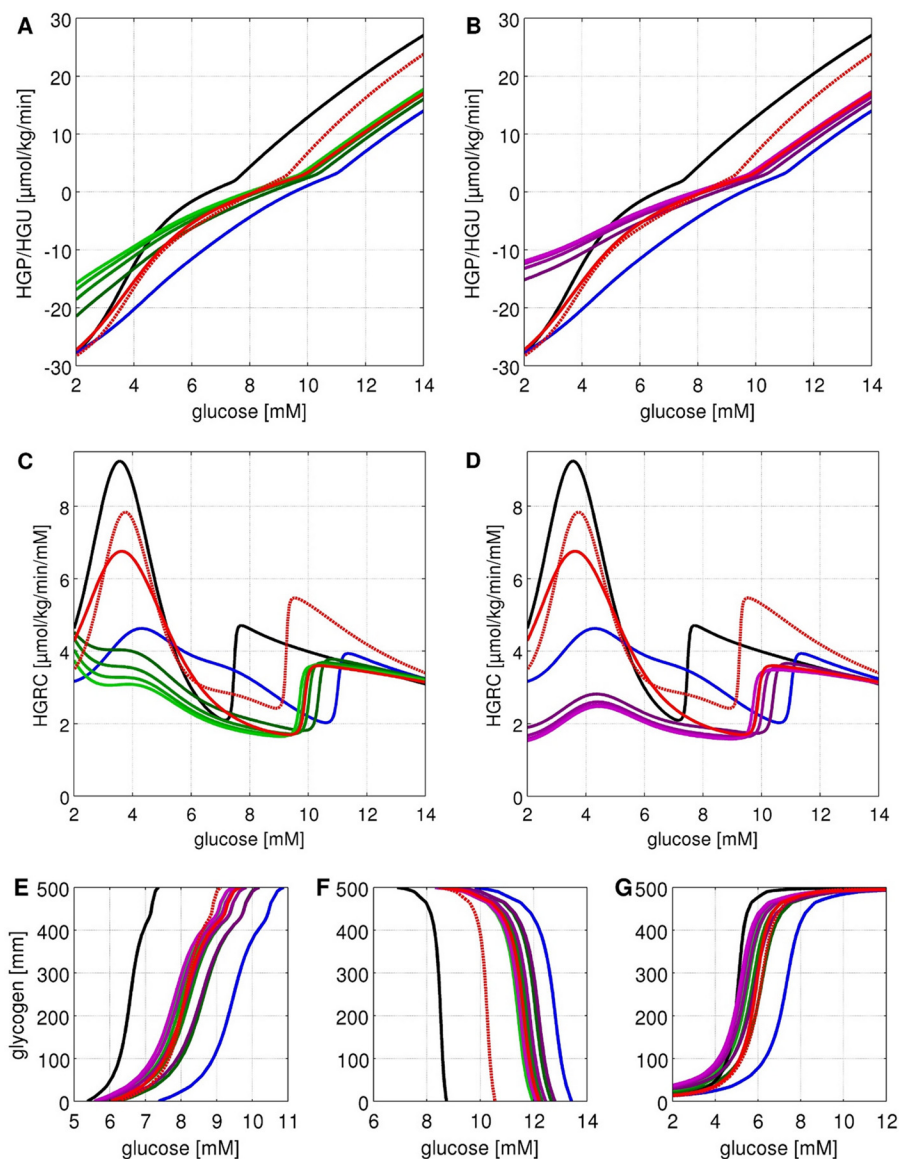 A
B
30
20
10
0
-10
-20
-30
HGP/HGU [µmol/kg/min]
2 4 6 8 10 12 14
glucose [mM]
30
20
10
0
-10
-20
-30
HGP/HGU [µmol/kg/min]
2 4 6 8 10 12 14
glucose [mM]
C
D
8
6
4
2
0
HGRC [µmol/kg/min/mM]
2 4 6 8 10 12 14
glucose [mM]
8
6
4
2
0
HGRC [µmol/kg/min/mM]
2 4 6 8 10 12 14
glucose [mM]
E
F
G
500
400
300
200
100
0
glycogen [mm]
5 6 7 8 9 10 11
glucose [mM]
500
400
300
200
100
0
6 8 10 12 14
glucose [mM]
500
400
300
200
100
0
2 4 6 8 10 12
glucose [mM]